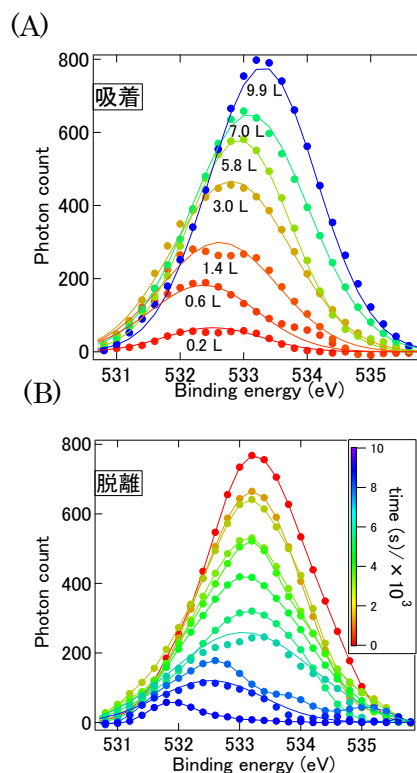 (A)
800
600
400
200
0
Photon count
吸着
9.9 L
7.0 L
5.8 L
3.0 L
1.4 L
0.6 L
0.2 L
531 532 533 534 535
Binding energy (eV)
(B)
800
600
400
200
0
Photon count
脱離
10
8
6
4
2
0
time (s)/×10³
531 532 533 534 535
Binding energy (eV)